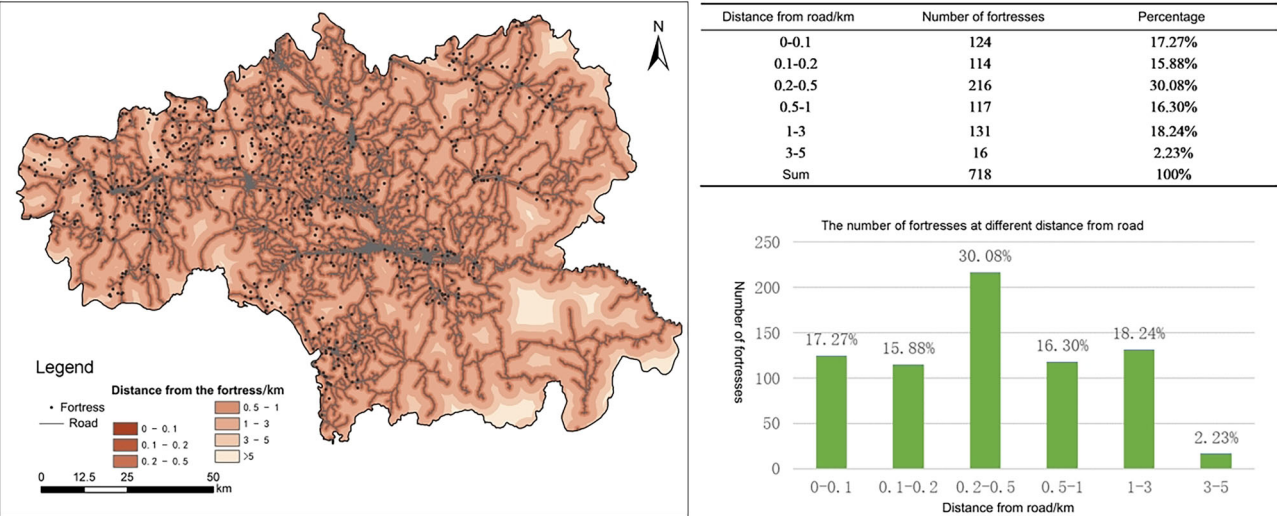 N
Legend
Distance from the fortress/km
Fortress
Road
0 - 0.1
0.1 - 0.2
0.2 - 0.5
0.5 - 1
1 - 3
3 - 5
>5
0 12.5 25 50
km
Distance from road/km Number of fortresses Percentage
0-0.1 124 17.27%
0.1-0.2 114 15.88%
0.2-0.5 216 30.08%
0.5-1 117 16.30%
1-3 131 18.24%
3-5 16 2.23%
Sum 718 100%
The number of fortresses at different distance from road
Number of fortresses
250
200
150
100
50
0
17.27%
15.88%
30.08%
16.30%
18.24%
2.23%
0-0.1 0.1-0.2 0.2-0.5 0.5-1 1-3 3-5
Distance from road/km